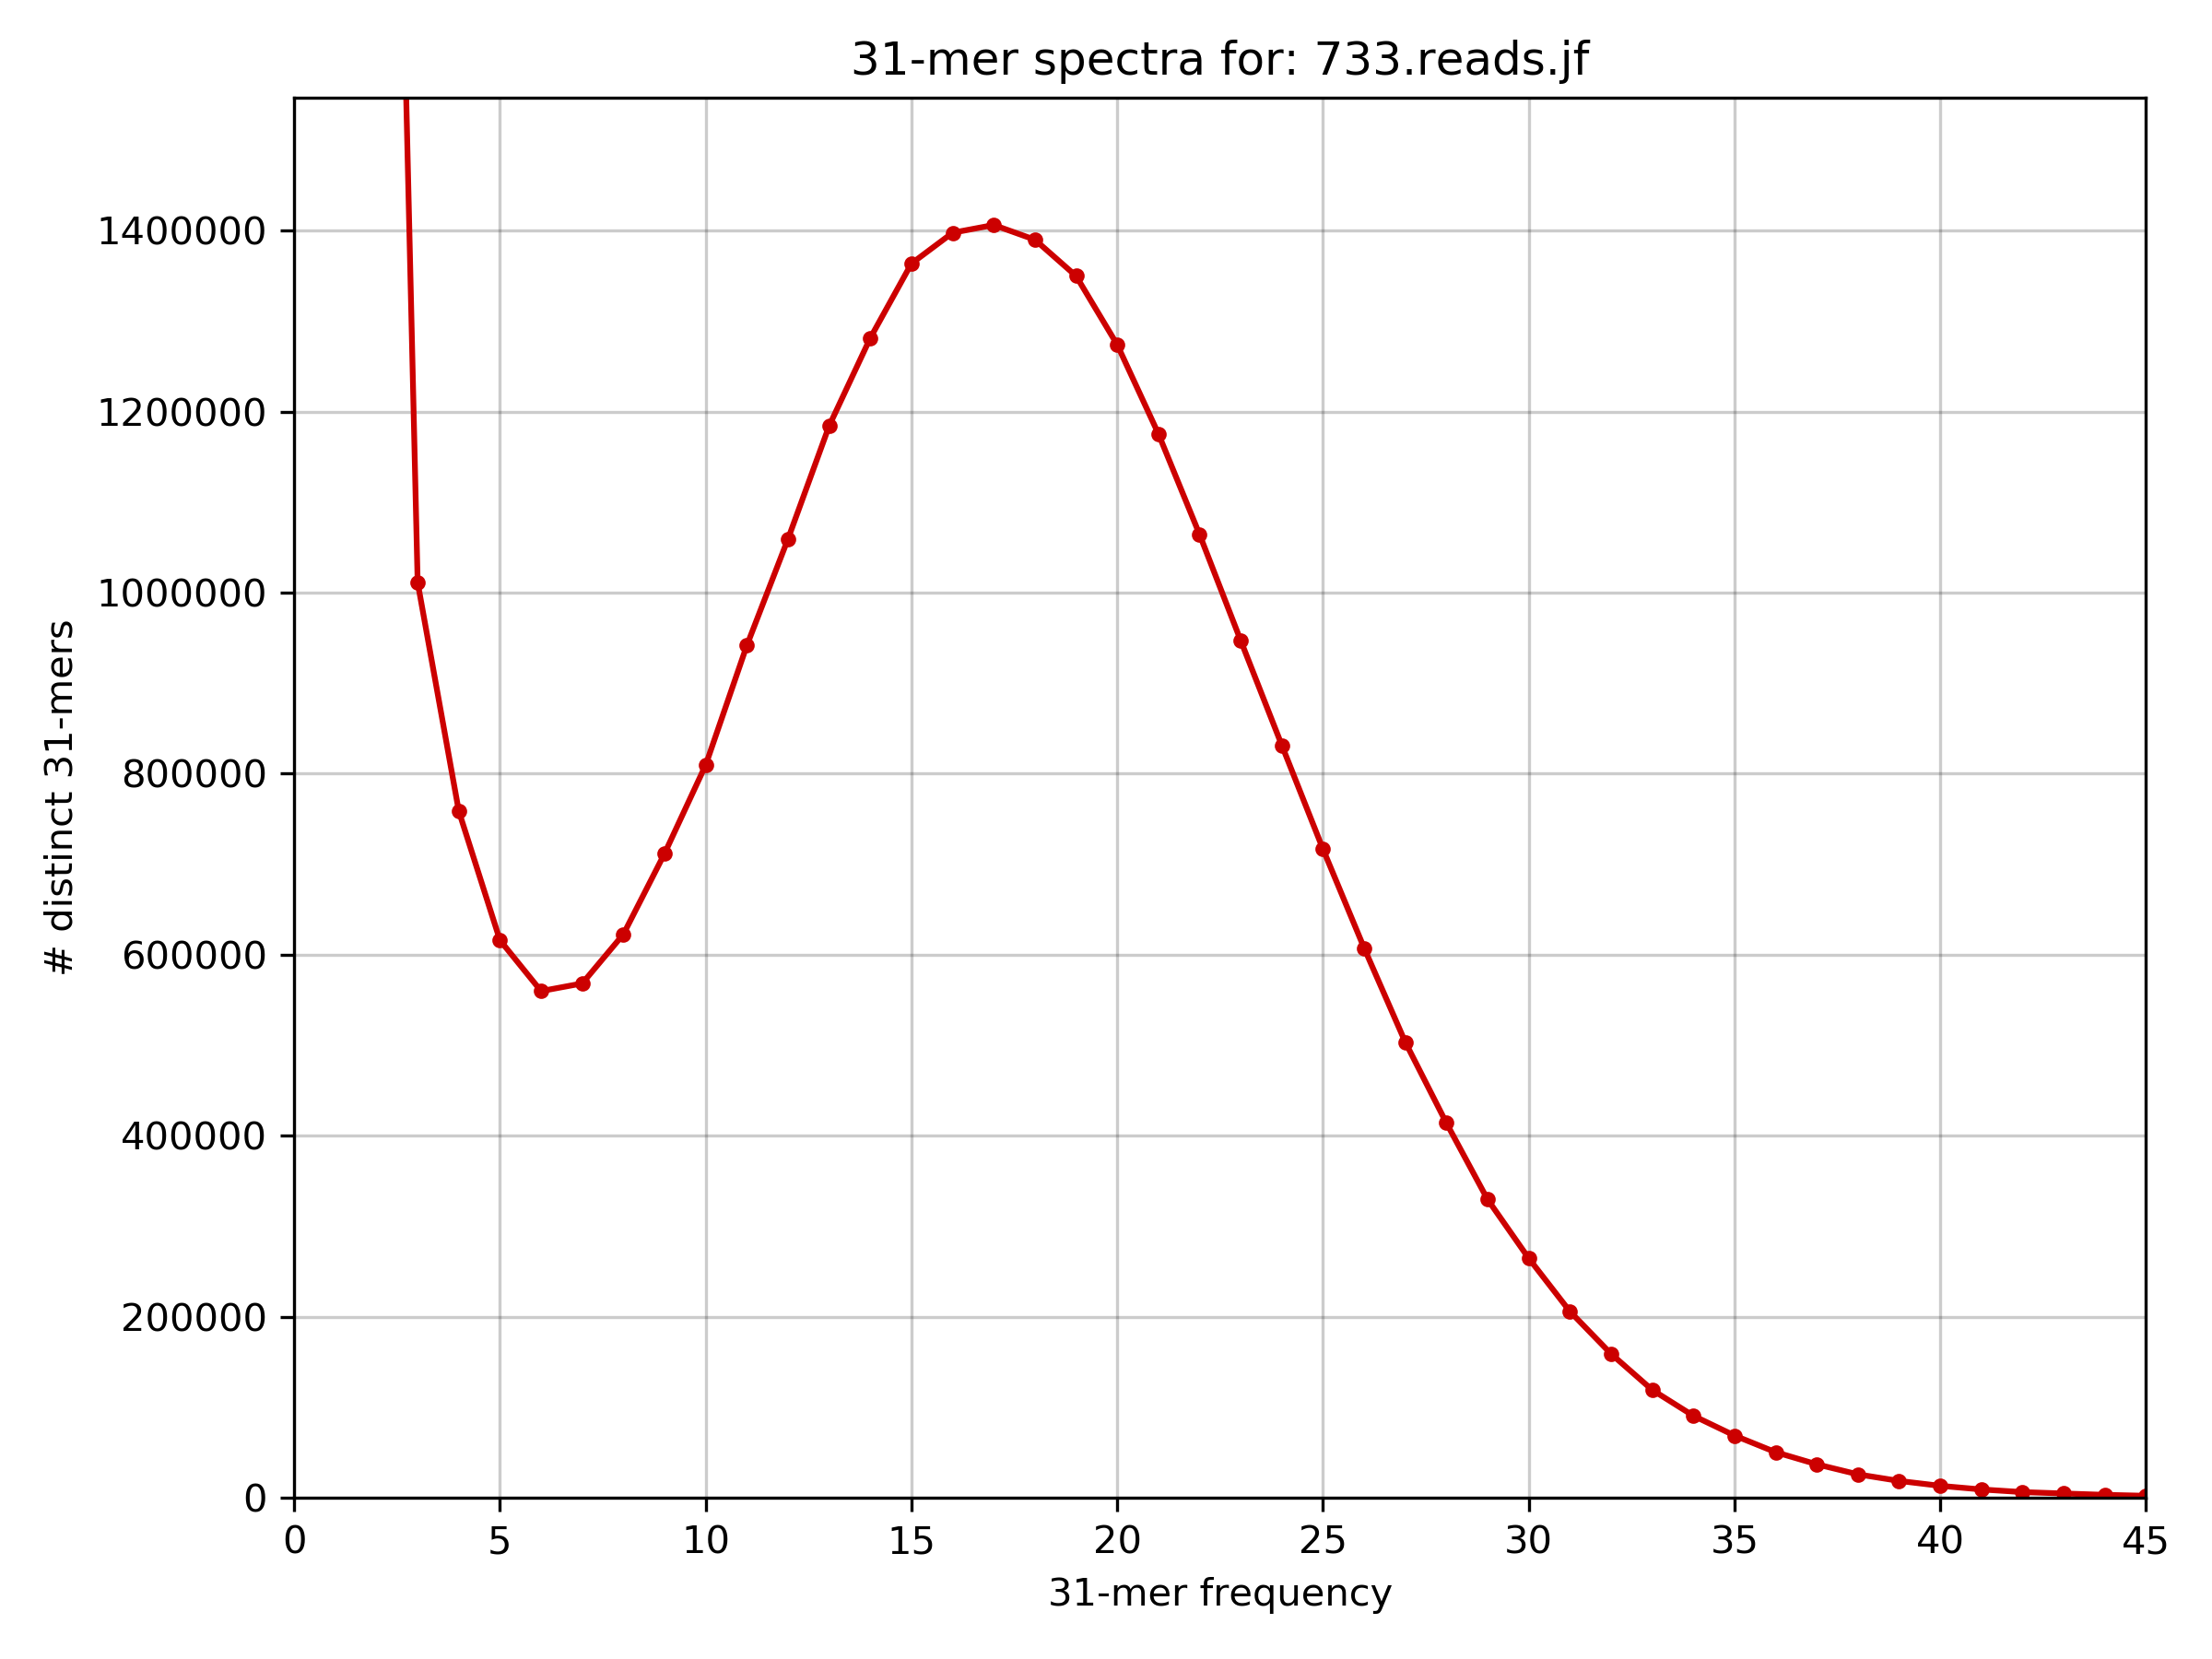 31-mer spectra for: 733.reads.jf
# distinct 31-mers
1400000
1200000
1000000
800000
600000
400000
200000
0
0 5 10 15 20 25 30 35 40 45
31-mer frequency